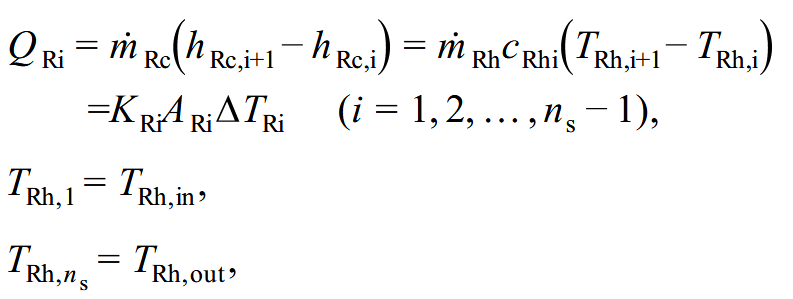 Q_Ri = ṁ_Rc(h_Rc,i+1 − h_Rc,i) = ṁ_Rh c_Rhi(T_Rh,i+1 − T_Rh,i)
=K_Ri A_Ri ΔT_Ri (i = 1, 2, ... , n_s − 1),
T_Rh,1 = T_Rh,in,
T_Rh,n_s = T_Rh,out,